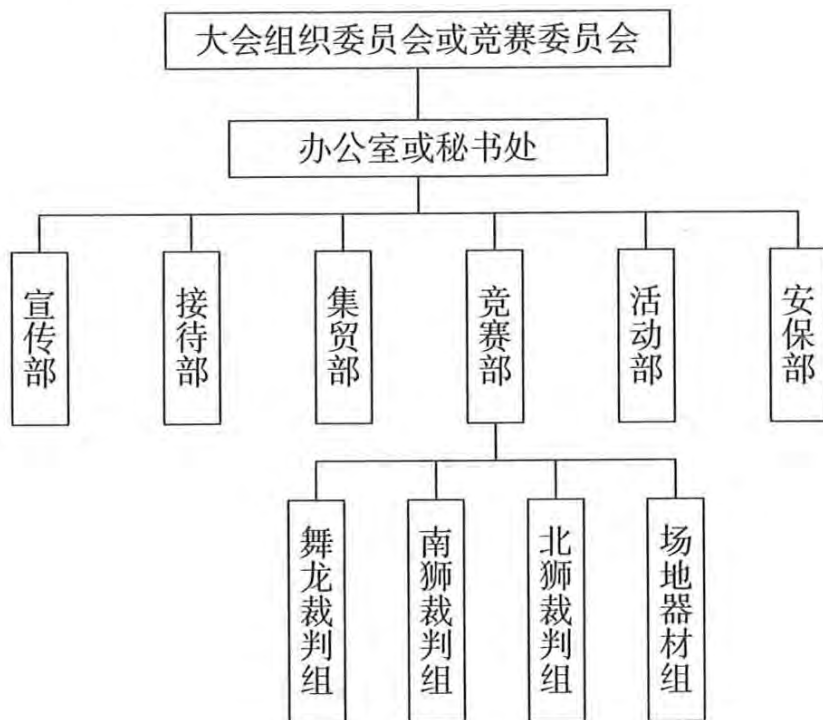 大会组织委员会或竞赛委员会
办公室或秘书处
宣传部
接待部
集贸部
竞赛部
活动部
安保部
舞龙裁判组
南狮裁判组
北狮裁判组
场地器材组